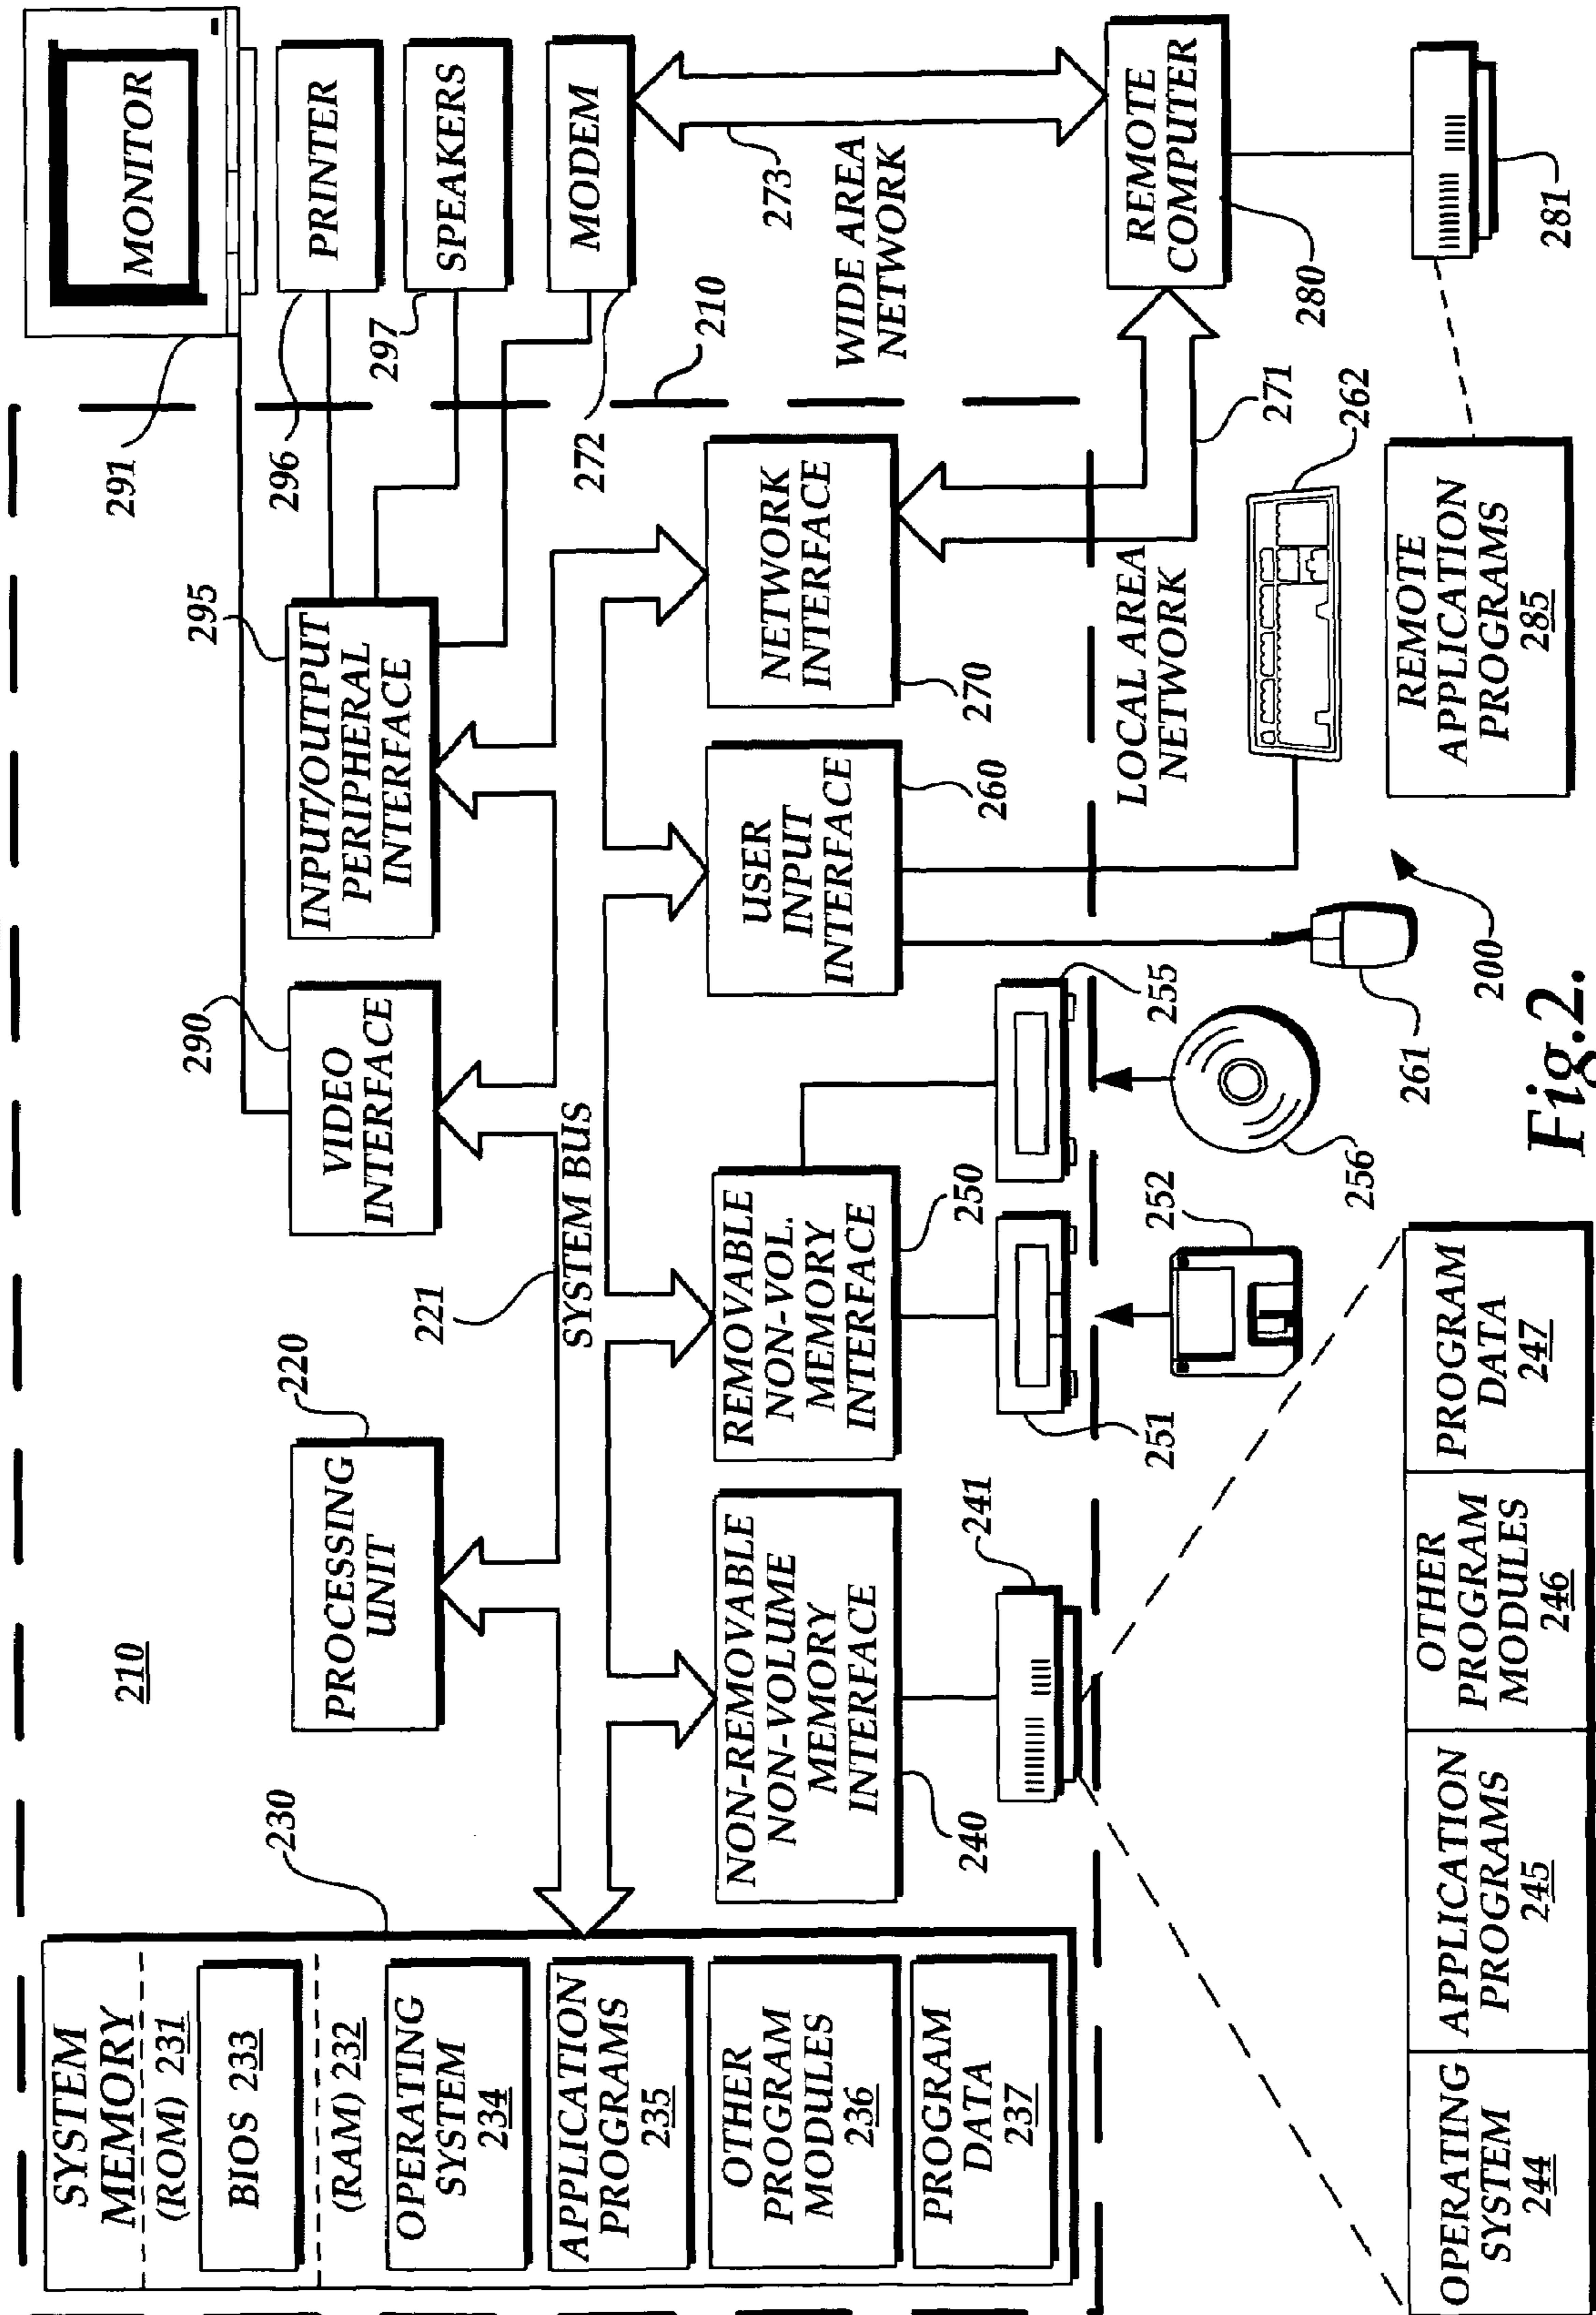 210
SYSTEM
MEMORY
(ROM) 231
BIOS 233
(RAM) 232
OPERATING
SYSTEM
234
APPLICATION
PROGRAMS
235
OTHER
PROGRAM
MODULES
236
PROGRAM
DATA
237
230
PROCESSING
UNIT
220
221
SYSTEM BUS
VIDEO
INTERFACE
290
INPUT/OUTPUT
PERIPHERAL
INTERFACE
295
MONITOR
291
PRINTER
296
SPEAKERS
297
MODEM
272
210
NON-REMOVABLE
NON-VOLUME
MEMORY
INTERFACE
240
241
REMOVABLE
NON-VOL.
MEMORY
INTERFACE
250
251
255
252
256
USER
INPUT
INTERFACE
260
NETWORK
INTERFACE
270
273
WIDE AREA
NETWORK
LOCAL AREA
NETWORK
271
REMOTE
COMPUTER
280
281
262
261
REMOTE
APPLICATION
PROGRAMS
285
200
OPERATING
SYSTEM
244
APPLICATION
PROGRAMS
245
OTHER
PROGRAM
MODULES
246
PROGRAM
DATA
247
Fig.2.